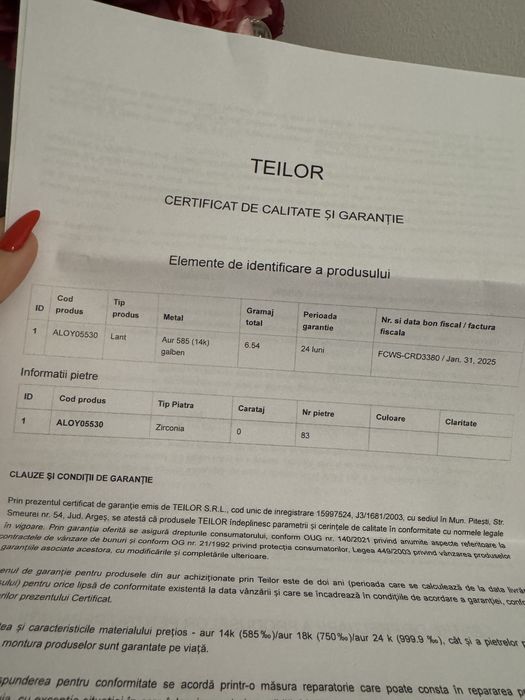 TEILOR
CERTIFICAT DE CALITATE ȘI GARANȚIE
Elemente de identificare a produsului
ID Cod produs Tip produs Metal Gramaj total Perioada garantie Nr. si data bon fiscal / factura fiscala
1 ALOY05530 Lant Aur 585 (14k) galben 6.54 24 luni FCWS-CRD3380 / Jan. 31, 2025
Informatii pietre
ID Cod produs Tip Piatra Carataj Nr pietre Culoare Claritate
1 ALOY05530 Zirconia 0 83
CLAUZE ȘI CONDIȚII DE GARANȚIE
Prin prezentul certificat de garanție emis de TEILOR S.R.L., cod unic de inregistrare 15997524, J3/1681/2003, cu sediul în Mun. Pitești, Str.
Smeurei nr. 54, Jud. Argeș, se atestă că produsele TEILOR îndeplinesc parametrii și cerințele de calitate în conformitate cu normele legale
în vigoare. Prin garanția oferită se asigură drepturile consumatorului, conform OUG nr. 140/2021 privind anumite aspecte referitoare la
contractele de vânzare de bunuri și conform OG nr. 21/1992 privind protecția consumatorilor, Legea 449/2003 privind vânzarea produselor
garanțiile asociate acestora, cu modificările și completările ulterioare.
de garanție pentru produsele din aur achiziționate prin Teilor este de doi ani (perioada care se calculează de la data
pentru orice lipsă de conformitate existentă la data vânzării și care se încadrează în condițiile de acordare a garanției,
prezentului Certificat.
și caracteristicile materialului prețios - aur 14k (585‰)/aur 18k (750‰)/aur 24 k (999.9 ‰), cât și a pietrelor
montura produselor sunt garantate pe viață.
pentru conformitate se acordă printr-o măsura reparatorie care poate consta în repararea